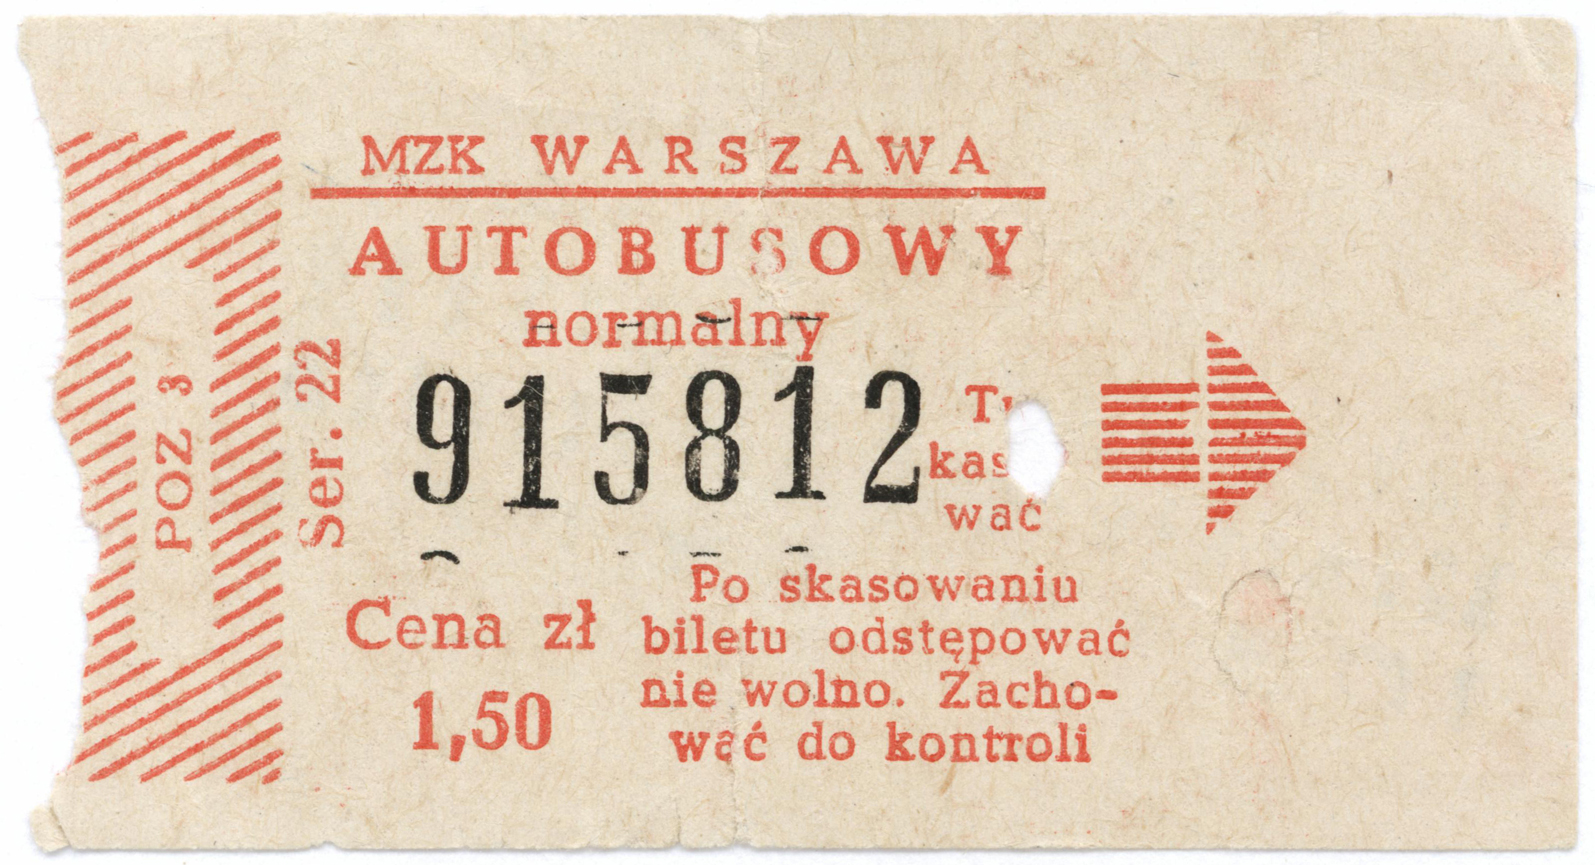 MZK WARSZAWA
AUTOBUSOWY
normalny
POZ 3
Ser. 22
915812
wać
Cena zł
1,50
Po skasowaniu
biletu odstępować
nie wolno. Zacho-
wać do kontroli